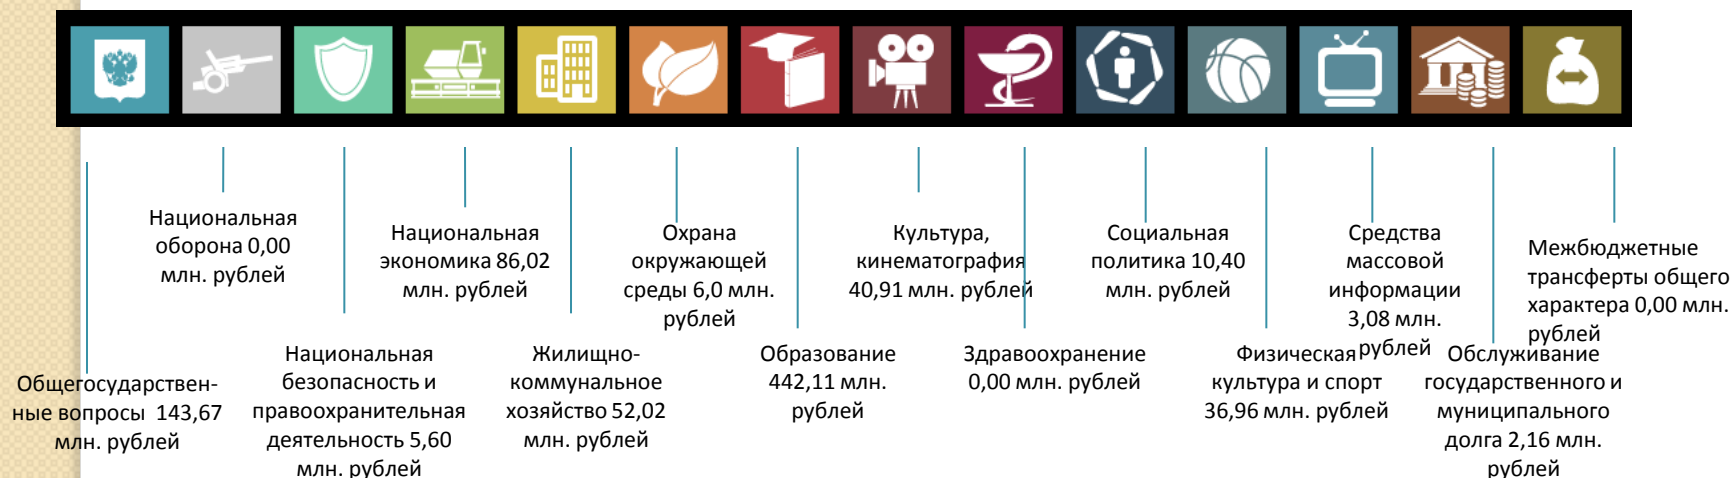 Национальная
оборона 0,00
млн. рублей
Национальная
экономика 86,02
млн. рублей
Охрана
окружающей
среды 6,0 млн.
рублей
Культура,
кинематография
40,91 млн. рублей
Социальная
политика 10,40
млн. рублей
Средства
массовой
информации
3,08 млн.
рублей
Межбюджетные
трансферты общего
характера 0,00 млн.
рублей
Общегосударствен-
ные вопросы 143,67
млн. рублей
Национальная
безопасность и
правоохранительная
деятельность 5,60
млн. рублей
Жилищно-
коммунальное
хозяйство 52,02
млн. рублей
Образование
442,11 млн.
рублей
Здравоохранение
0,00 млн. рублей
Физическая
культура и спорт
36,96 млн. рублей
Обслуживание
государственного и
муниципального
долга 2,16 млн.
рублей